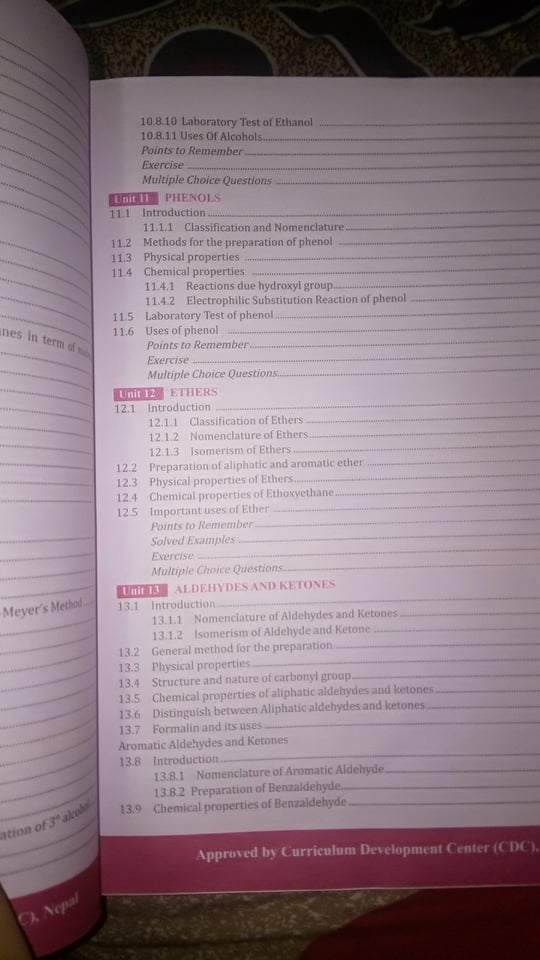 anes in term of
Meyer's Method
ation of 3° alcohol
C), Nepal
10.8.10 Laboratory Test of Ethanol
10.8.11 Uses Of Alcohols
Points to Remember
Exercise
Multiple Choice Questions
Unit 11 PHENOLS
11.1 Introduction
11.1.1 Classification and Nomenclature
11.2 Methods for the preparation of phenol
11.3 Physical properties
11.4 Chemical properties
11.4.1 Reactions due hydroxyl group
11.4.2 Electrophilic Substitution Reaction of phenol
11.5 Laboratory Test of phenol
11.6 Uses of phenol
Points to Remember
Exercise
Multiple Choice Questions
Unit 12 ETHERS
12.1 Introduction
12.1.1 Classification of Ethers
12.1.2 Nomenclature of Ethers
12.1.3 Isomerism of Ethers
12.2 Preparation of aliphatic and aromatic ether
12.3 Physical properties of Ethers
12.4 Chemical properties of Ethoxyethane
12.5 Important uses of Ether
Points to Remember
Solved Examples
Exercise
Multiple Choice Questions
Unit 13 ALDEHYDES AND KETONES
13.1 Introduction
13.1.1 Nomenclature of Aldehydes and Ketones
13.1.2 Isomerism of Aldehyde and Ketone
13.2 General method for the preparation
13.3 Physical properties
13.4 Structure and nature of carbonyl group
13.5 Chemical properties of aliphatic aldehydes and ketones
13.6 Distinguish between Aliphatic aldehydes and ketones
13.7 Formalin and its uses
Aromatic Aldehydes and Ketones
13.8 Introduction
13.8.1 Nomenclature of Aromatic Aldehyde
13.8.2 Preparation of Benzaldehyde
13.9 Chemical properties of Benzaldehyde
Approved by Curriculum Development Center (CDC),